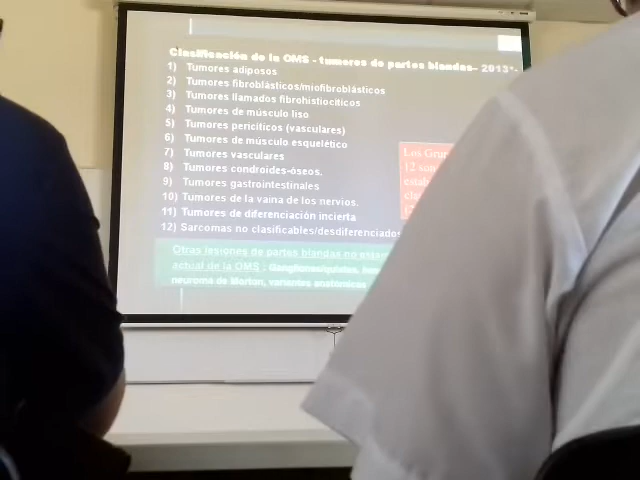 Clasificación de la OMS - tumores de partes blandas– 2013*-
1) Tumores adiposos
2) Tumores fibroblásticos/miofibroblásticos
3) Tumores llamados fibrohistiocíticos
4) Tumores de músculo liso
5) Tumores pericíticos (vasculares)
6) Tumores de músculo esquelético
7) Tumores vasculares
8) Tumores condroides-óseos.
9) Tumores gastrointestinales
10) Tumores de la vaina de los nervios.
11) Tumores de diferenciación incierta
12) Sarcomas no clasificables/desdiferenciados
Los
12
Otras lesiones de partes blandas no
actual de la OMS :
neuroma de Morton, variantes anatómicas